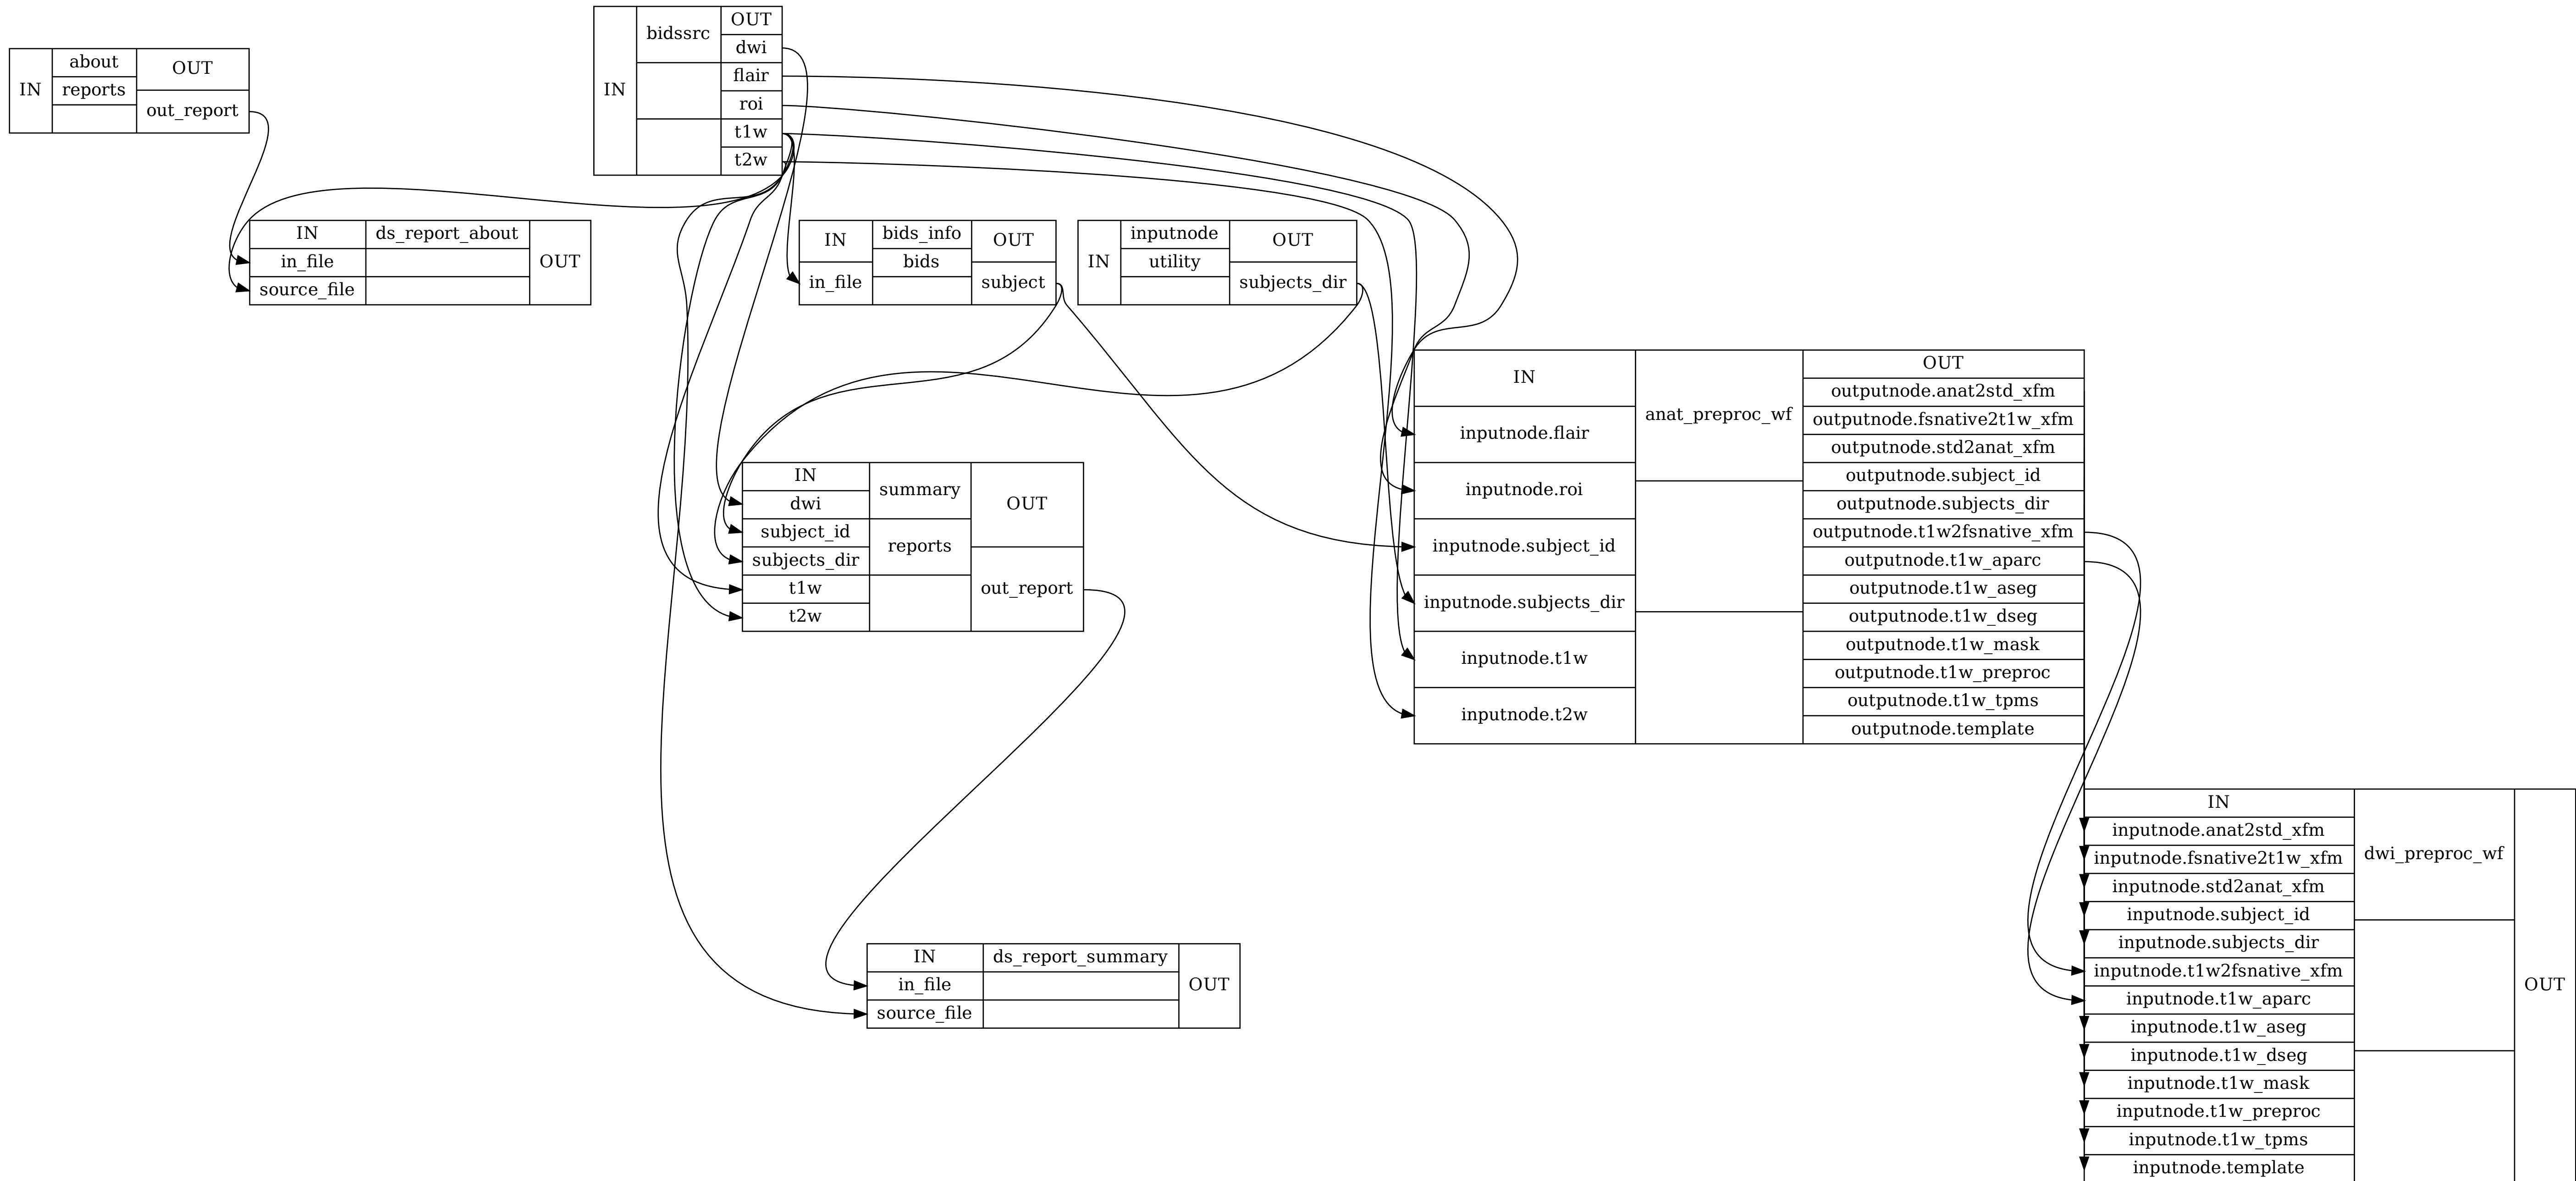 IN
about
reports
OUT
out_report
IN
bidssrc
OUT
dwi
flair
roi
t1w
t2w
IN
in_file
source_file
ds_report_about
OUT
IN
in_file
bids_info
bids
OUT
subject
IN
inputnode
utility
OUT
subjects_dir
IN
inputnode.flair
inputnode.roi
inputnode.subject_id
inputnode.subjects_dir
inputnode.t1w
inputnode.t2w
anat_preproc_wf
OUT
outputnode.anat2std_xfm
outputnode.fsnative2t1w_xfm
outputnode.std2anat_xfm
outputnode.subject_id
outputnode.subjects_dir
outputnode.t1w2fsnative_xfm
outputnode.t1w_aparc
outputnode.t1w_aseg
outputnode.t1w_dseg
outputnode.t1w_mask
outputnode.t1w_preproc
outputnode.t1w_tpms
outputnode.template
IN
dwi
subject_id
subjects_dir
t1w
t2w
summary
reports
OUT
out_report
IN
in_file
source_file
ds_report_summary
OUT
IN
inputnode.anat2std_xfm
inputnode.fsnative2t1w_xfm
inputnode.std2anat_xfm
inputnode.subject_id
inputnode.subjects_dir
inputnode.t1w2fsnative_xfm
inputnode.t1w_aparc
inputnode.t1w_aseg
inputnode.t1w_dseg
inputnode.t1w_mask
inputnode.t1w_preproc
inputnode.t1w_tpms
inputnode.template
dwi_preproc_wf
OUT